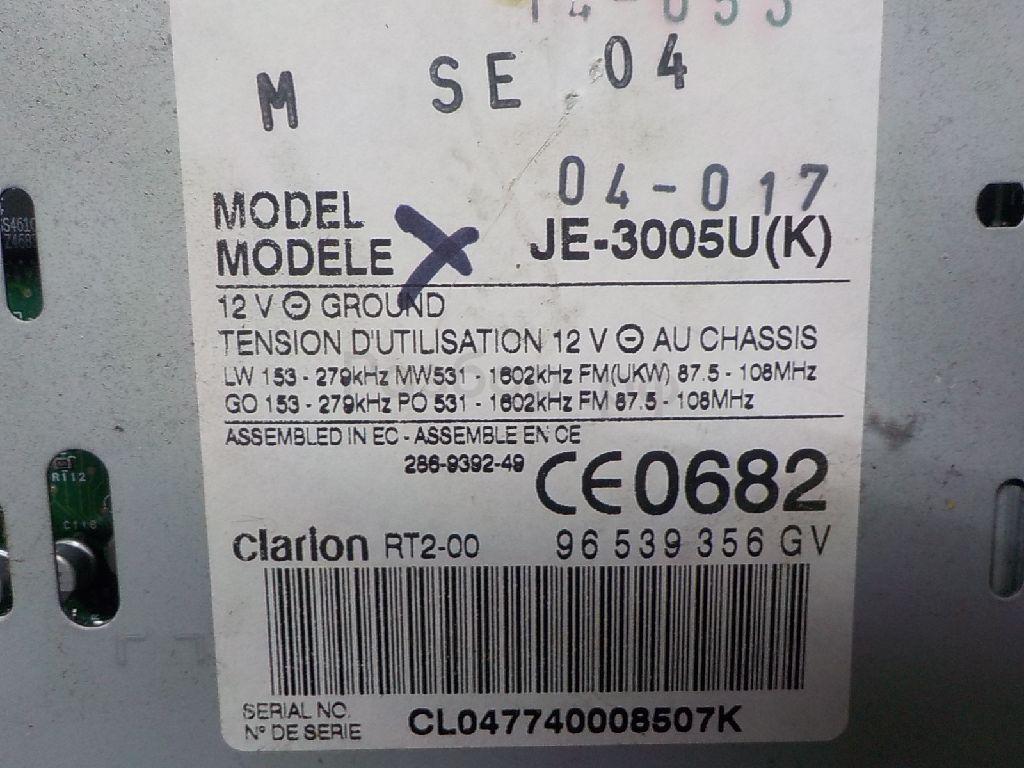 M SE 04
04-017
MODEL
MODELE JE-3005U(K)
12 V ⊖ GROUND
TENSION D'UTILISATION 12 V ⊖ AU CHASSIS
LW 153 - 279kHz MW531 - 1602kHz FM(UKW) 87.5 - 108MHz
GO 153 - 279kHz PO 531 - 1602kHz FM 87.5 - 108MHz
ASSEMBLED IN EC - ASSEMBLE EN CE
286-9392-49
CE0682
Clarion RT2-00 96 539 356 GV
SERIAL NO.
N° DE SERIE CL047740008507K
R112
C116